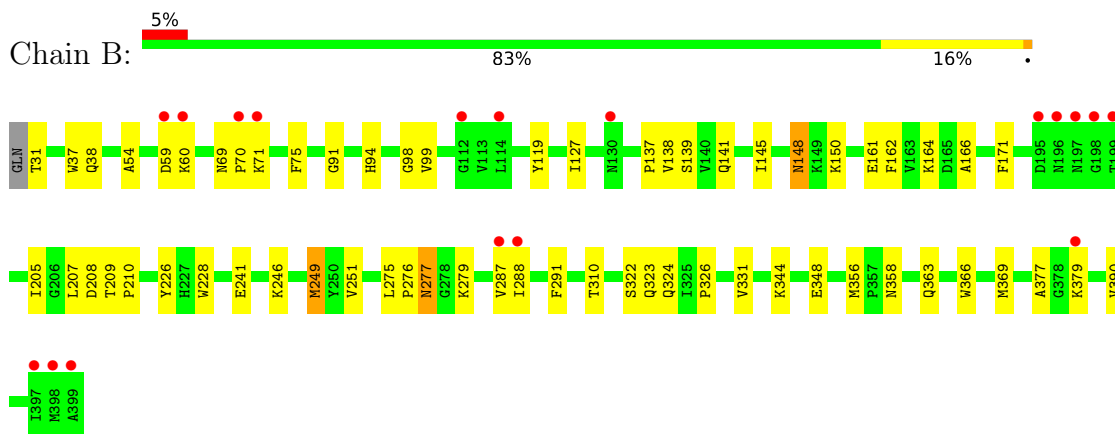 5%
Chain B:
83% 16% •
GLN T31 W37 Q38 A54 D59 K60 N69 P70 K71 F75 G91 H94 G98 V99 G112 V113 L114 Y119 I127 N130 P137 V138 S139 V140 Q141 I145 N148 K149 K150 E161 F162 V163 K164 D165 A166 F171 D195 N196 N197 G198 T199
I205 G206 L207 D208 T209 P210 Y226 H227 W228 E241 K246 M249 Y250 V251 L275 P276 N277 G278 K279 V287 I288 F291 T310 S322 Q323 Q324 I325 P326 V331 K344 E348 M356 P357 N358 Q363 W366 M369 A377 G378 K379
I397 M398 A399